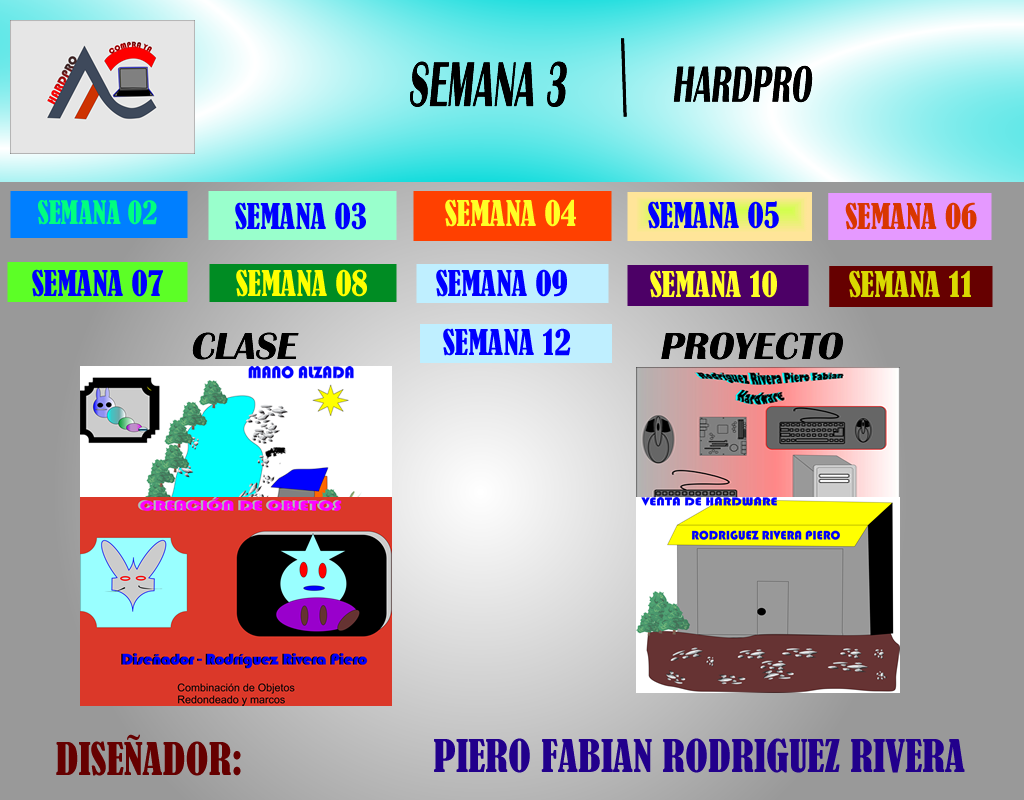 HARDPRO
COMPRA YA
SEMANA 3
HARDPRO
SEMANA 02
SEMANA 03
SEMANA 04
SEMANA 05
SEMANA 06
SEMANA 07
SEMANA 08
SEMANA 09
SEMANA 10
SEMANA 11
SEMANA 12
CLASE
PROYECTO
MANO ALZADA
CREACIÓN DE OBJETOS
Diseñador - Rodríguez Rivera Piero
Combinación de Objetos
Redondeado y marcos
Rodriguez Rivera Piero Fabian
Hardware
VENTA DE HARDWARE
RODRIGUEZ RIVERA PIERO
DISEÑADOR:
PIERO FABIAN RODRIGUEZ RIVERA